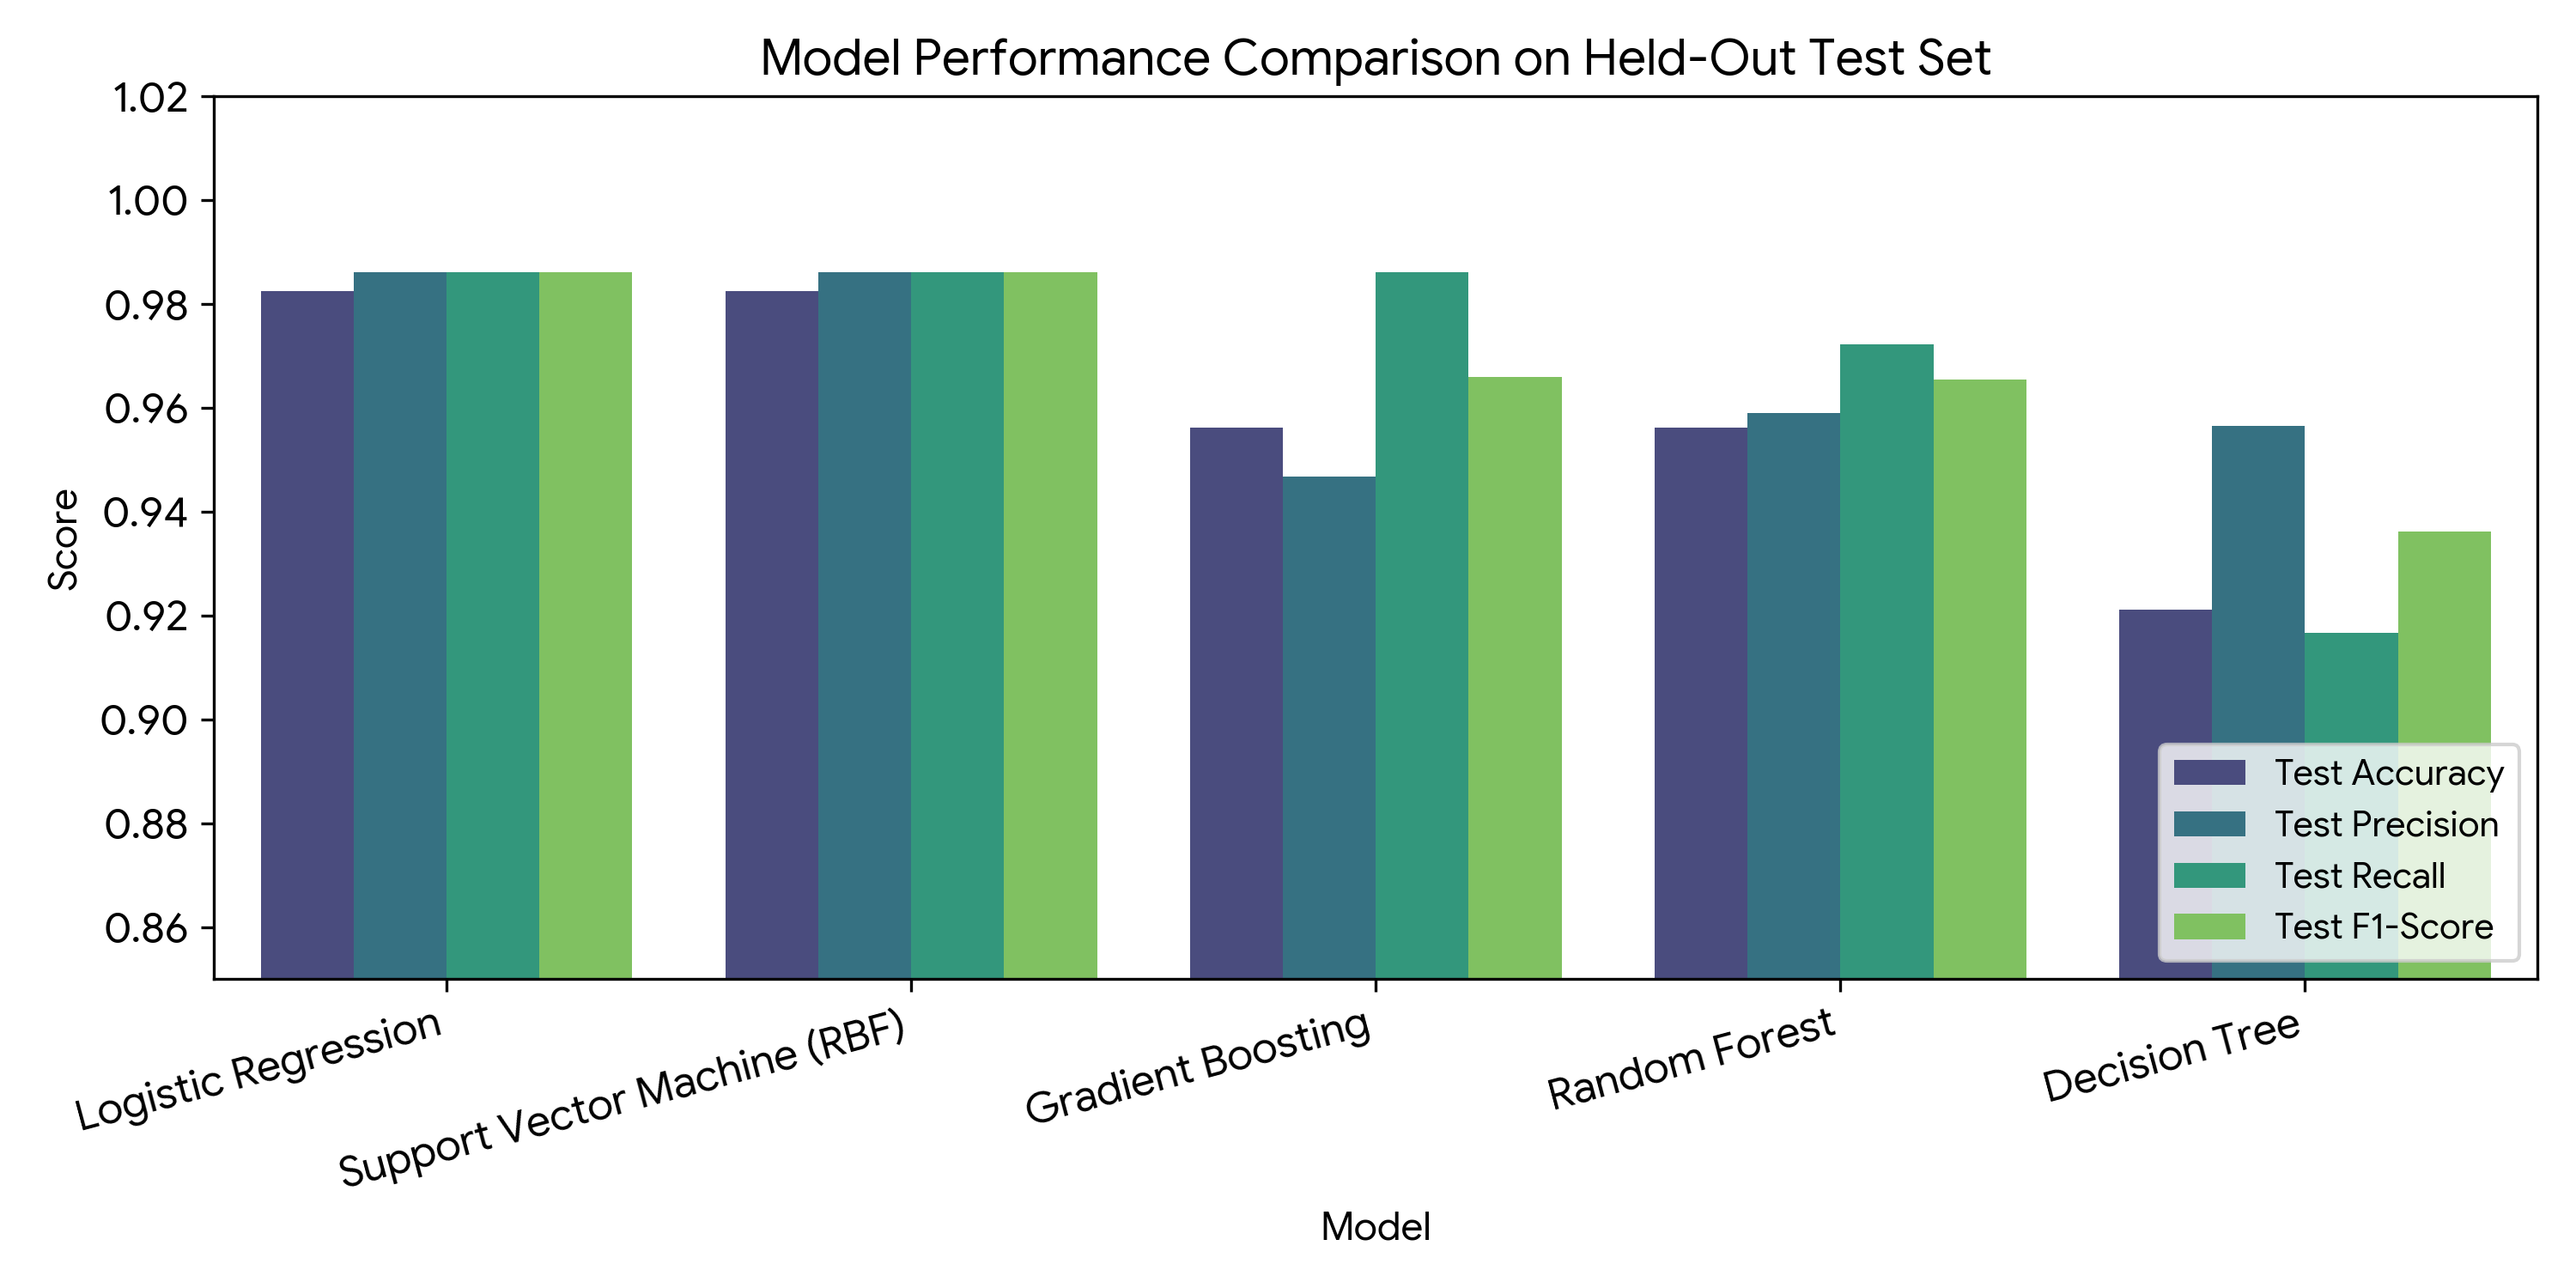 Model Performance Comparison on Held-Out Test Set
1.02
1.00
0.98
0.96
0.94
0.92
0.90
0.88
0.86
Score
Test Accuracy
Test Precision
Test Recall
Test F1-Score
Logistic Regression
Support Vector Machine (RBF)
Gradient Boosting
Random Forest
Decision Tree
Model